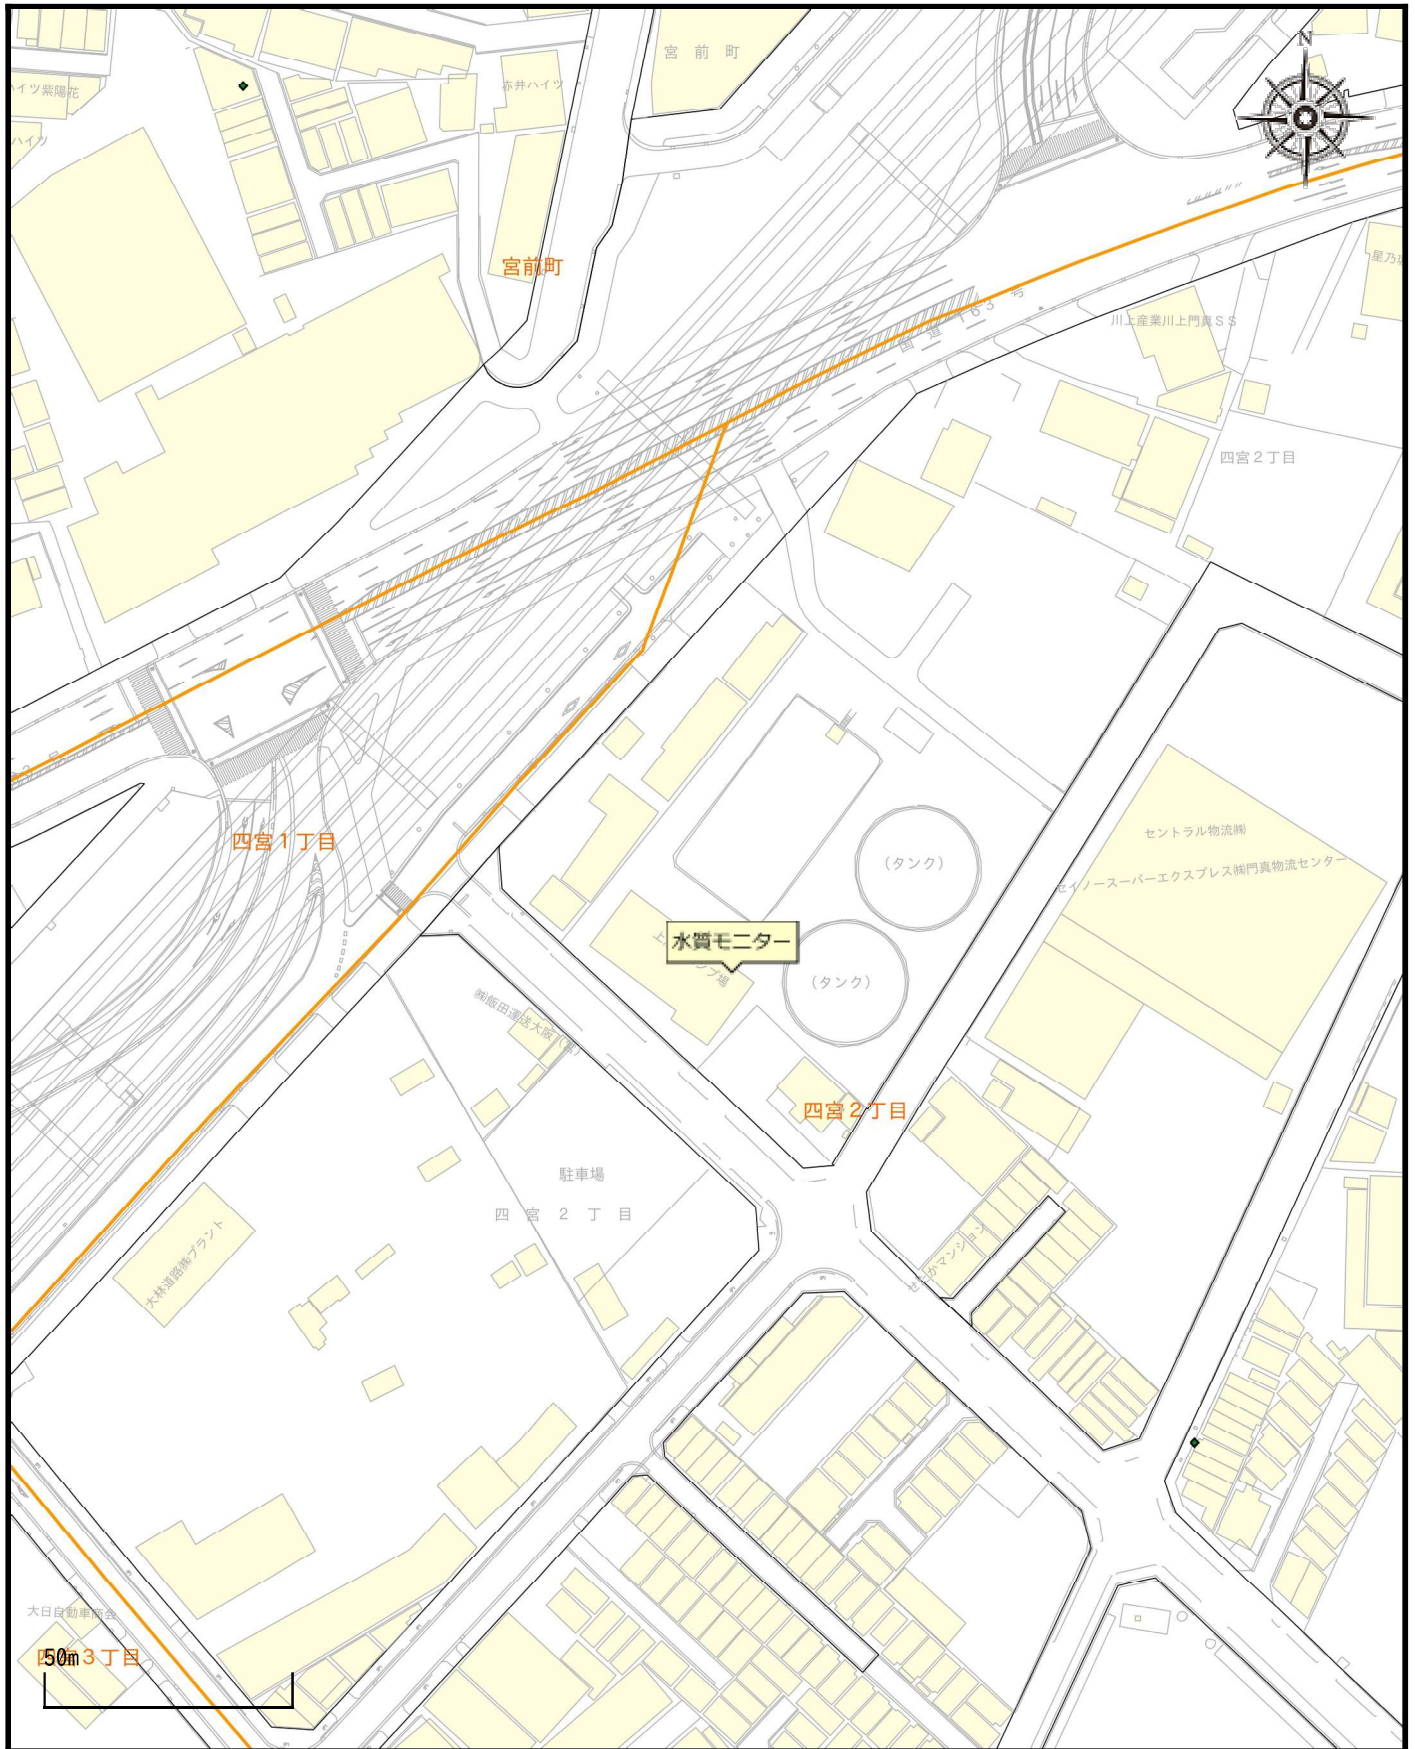 宮前町
N
ハイツ紫陽花
赤井ハイツ
ハイツ
宮前町
国道163号
川上産業川上門真SS
四宮2丁目
セントラル物流㈱
四宮1丁目
(タンク)
セイノースーパーエクスプレス㈱門真物流センター
水質モニター
(タンク)
㈱飯田運送大阪
四宮2丁目
駐車場
四宮2丁目
大林道路㈱プラント
マンション
大日自動車商会
四宮3丁目
50m